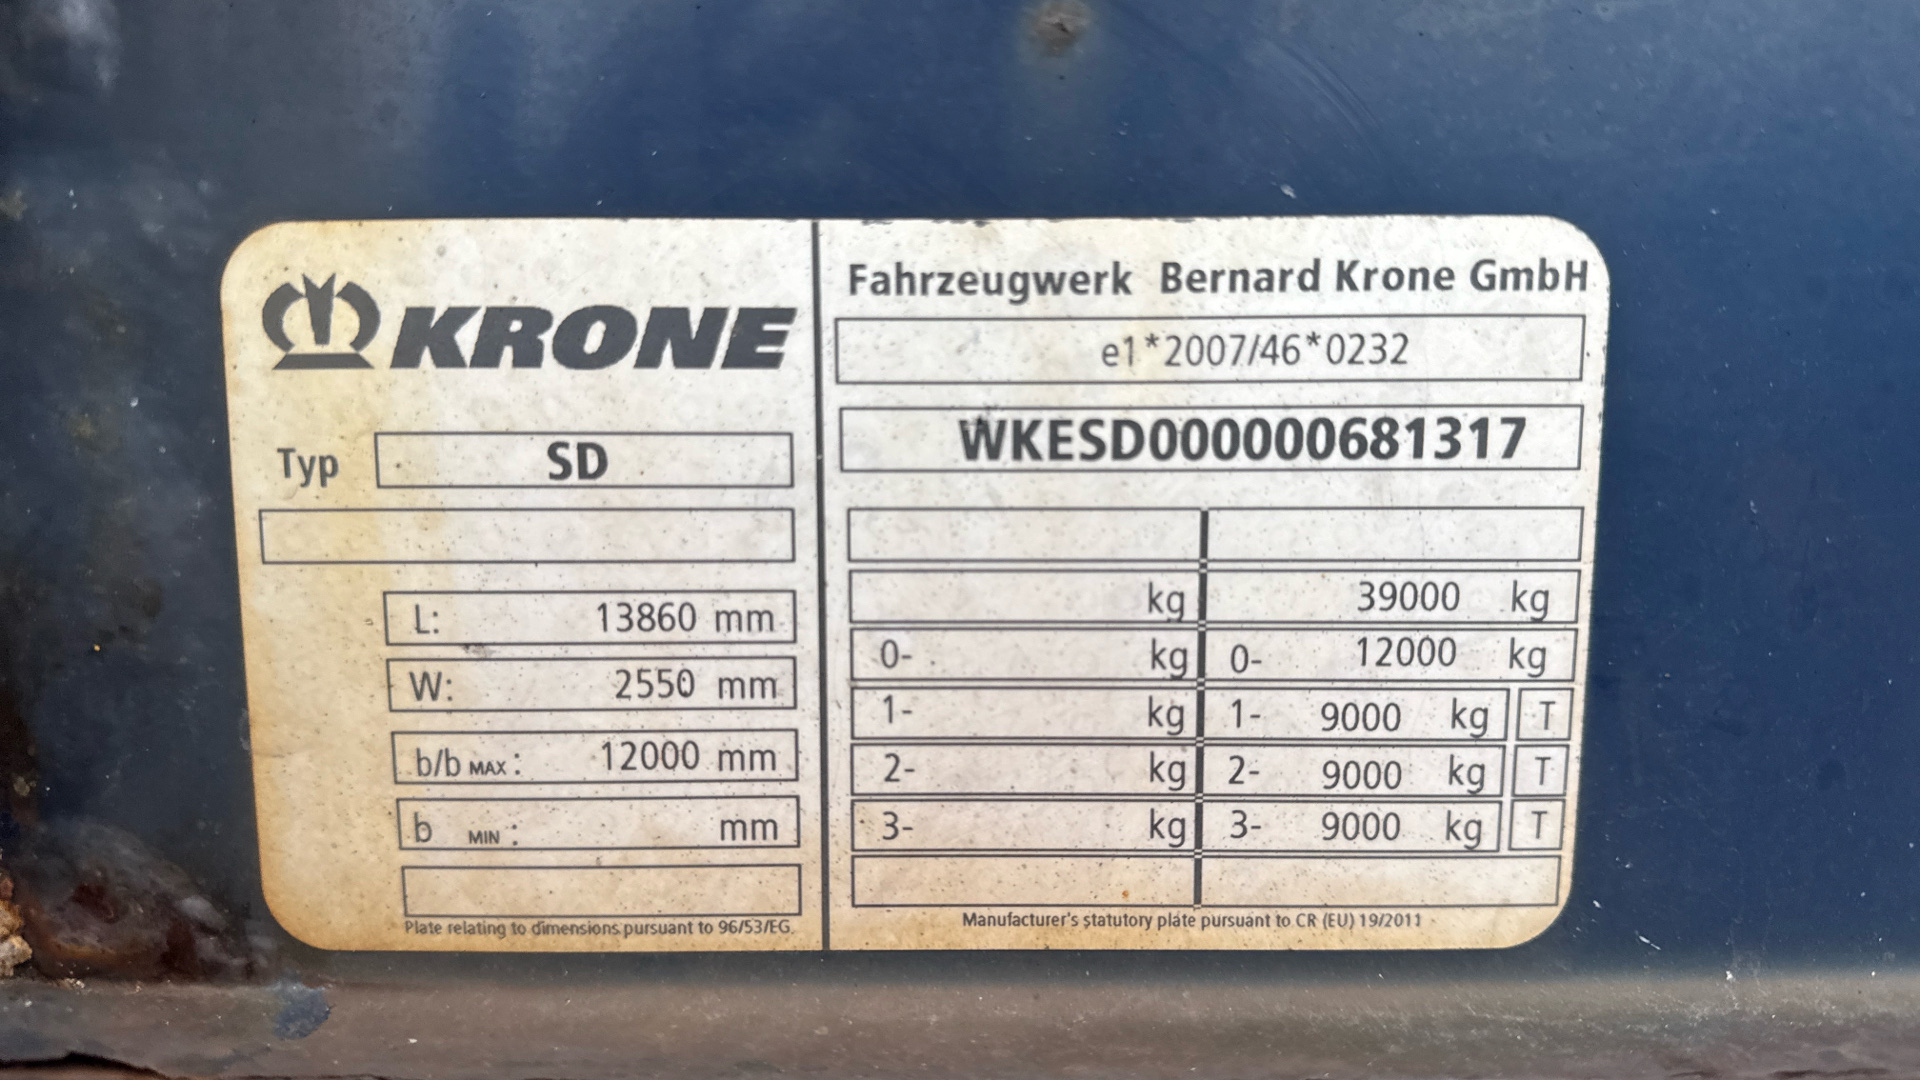 KRONE
Typ SD
L: 13860 mm
W: 2550 mm
b/b MAX : 12000 mm
b MIN : mm
Plate relating to dimensions pursuant to 96/53/EG.
Fahrzeugwerk Bernard Krone GmbH
e1*2007/46*0232
WKESD000000681317
kg 39000 kg
0- kg 0- 12000 kg
1- kg 1- 9000 kg T
2- kg 2- 9000 kg T
3- kg 3- 9000 kg T
Manufacturer's statutory plate pursuant to CR (EU) 19/2011